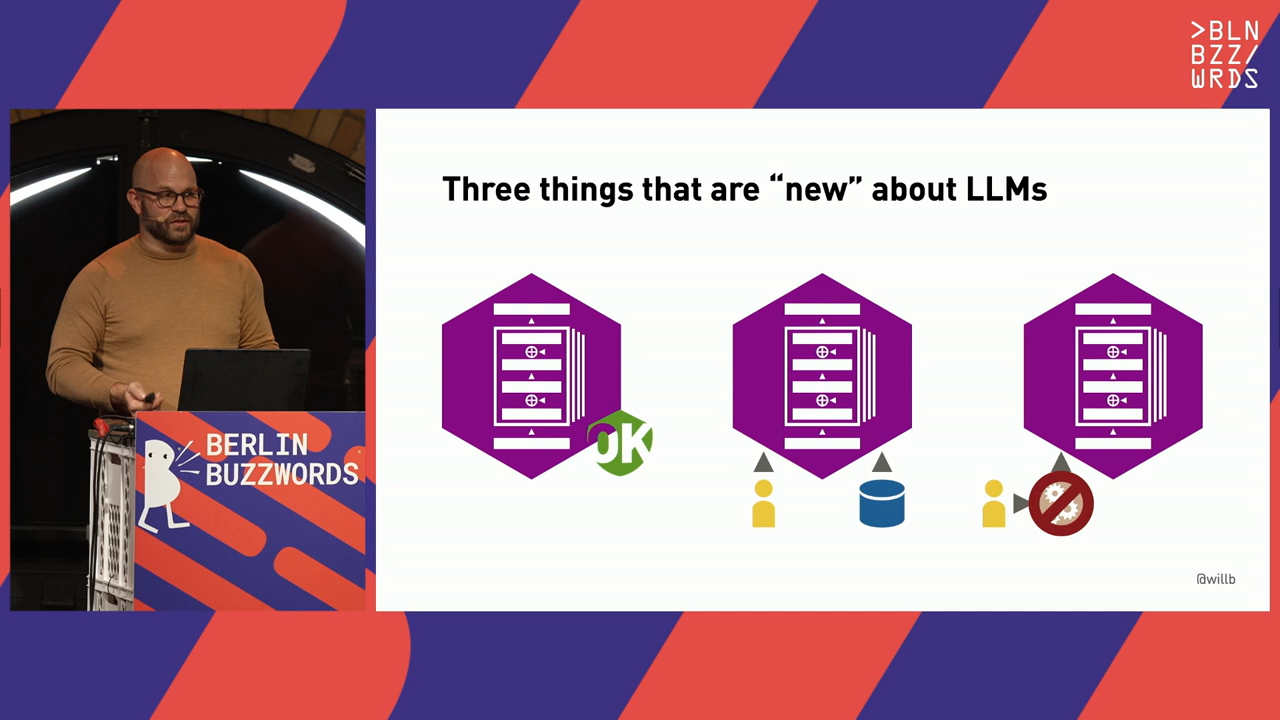 >BLN
BZZ/
WRDS
Three things that are “new” about LLMs
OK
BERLIN
BUZZWORDS
@willb